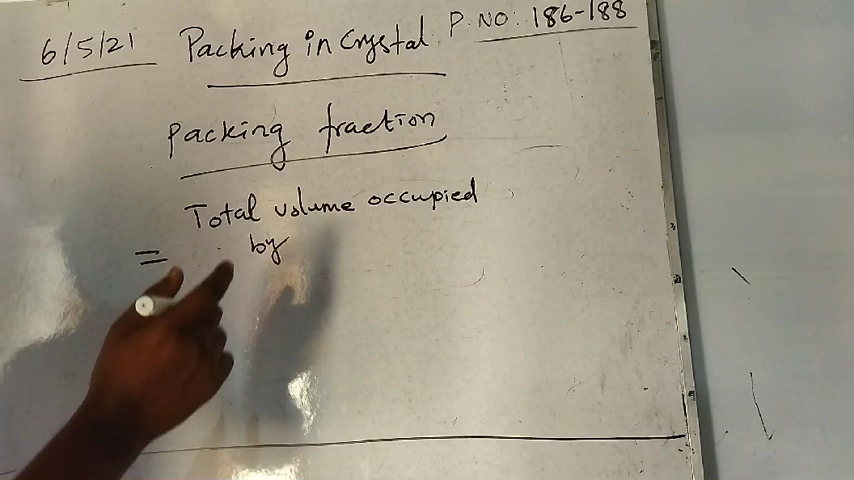 6/5/21 Packing in Crystal P. NO: 186-188
Packing fraction
Total volume occupied
= by